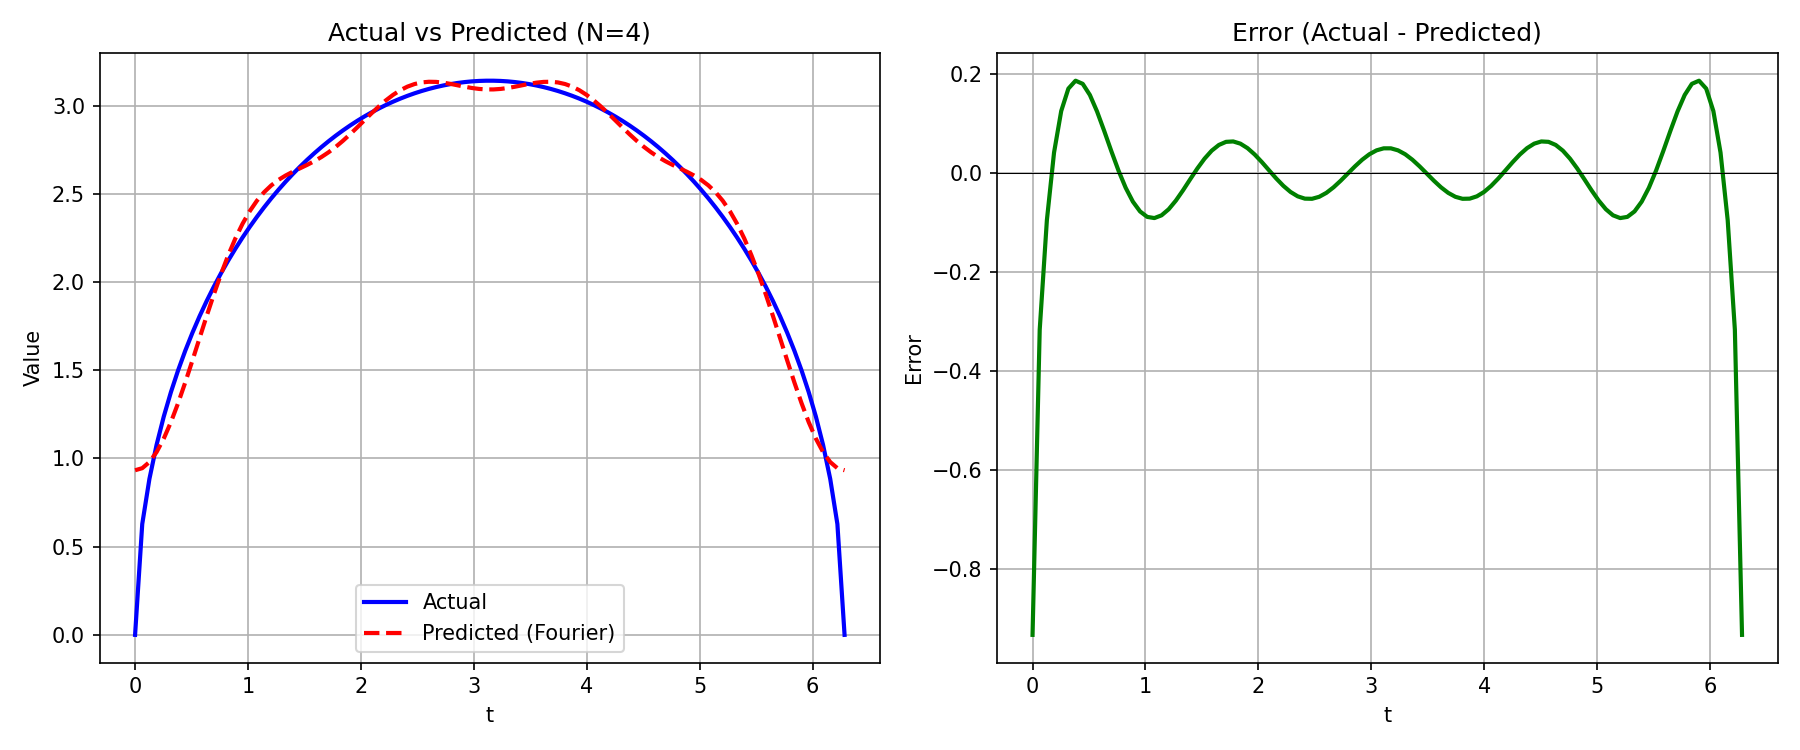 Actual vs Predicted (N=4)
Value
3.0
2.5
2.0
1.5
1.0
0.5
0.0
Actual
Predicted (Fourier)
0 1 2 3 4 5 6
t
Error (Actual - Predicted)
Error
0.2
0.0
−0.2
−0.4
−0.6
−0.8
0 1 2 3 4 5 6
t